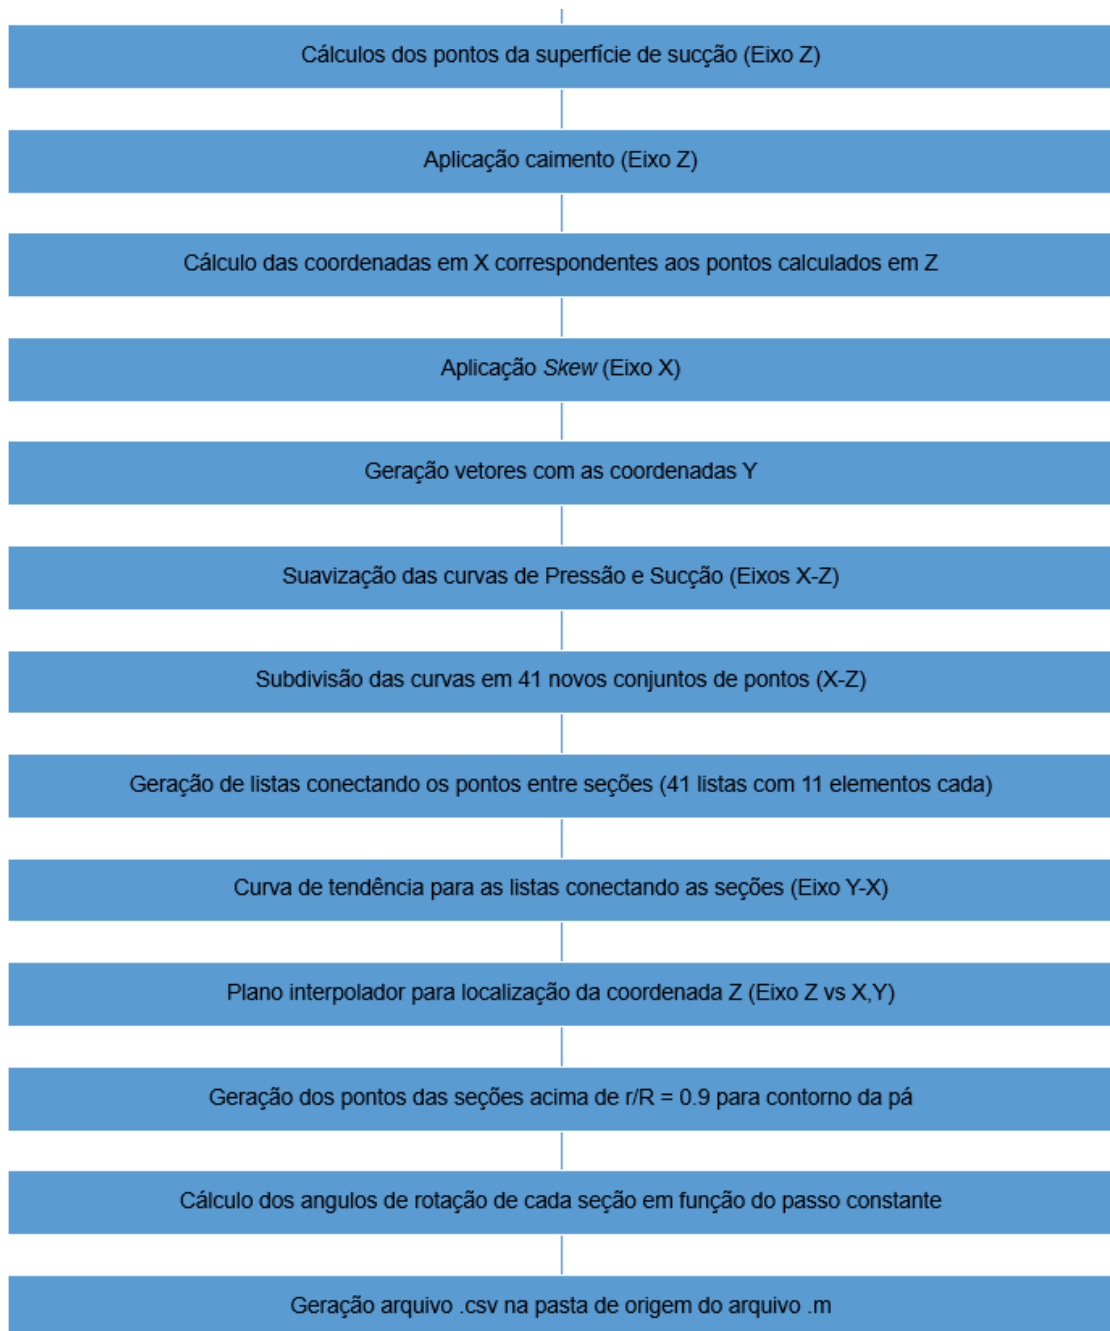 Cálculos dos pontos da superfície de sucção (Eixo Z)
Aplicação caimento (Eixo Z)
Cálculo das coordenadas em X correspondentes aos pontos calculados em Z
Aplicação Skew (Eixo X)
Geração vetores com as coordenadas Y
Suavização das curvas de Pressão e Sucção (Eixos X-Z)
Subdivisão das curvas em 41 novos conjuntos de pontos (X-Z)
Geração de listas conectando os pontos entre seções (41 listas com 11 elementos cada)
Curva de tendência para as listas conectando as seções (Eixo Y-X)
Plano interpolador para localização da coordenada Z (Eixo Z vs X,Y)
Geração dos pontos das seções acima de r/R = 0.9 para contorno da pá
Cálculo dos angulos de rotação de cada seção em função do passo constante
Geração arquivo .csv na pasta de origem do arquivo .m